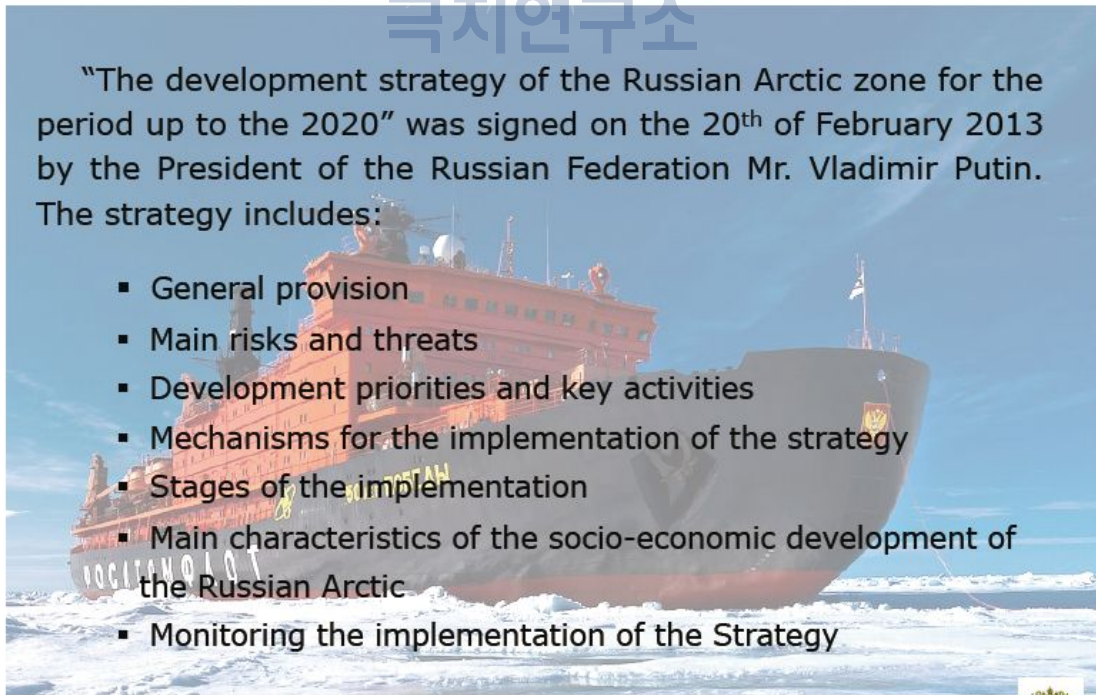 극지연구소
“The development strategy of the Russian Arctic zone for the
period up to the 2020” was signed on the 20th of February 2013
by the President of the Russian Federation Mr. Vladimir Putin.
The strategy includes:
▪ General provision
▪ Main risks and threats
▪ Development priorities and key activities
▪ Mechanisms for the implementation of the strategy
▪ Stages of the implementation
▪ Main characteristics of the socio-economic development of
the Russian Arctic
▪ Monitoring the implementation of the Strategy
ПОБЕДЫ
РОСАТОМФЛОТ